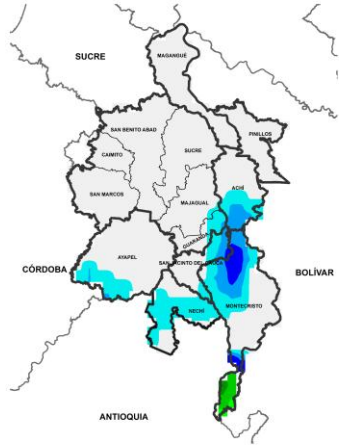 MAGANGUE
SUCRE
PINILLOS
SAN BENITO ABAD
SUCRE
CAIMITO
ACHÍ
SAN MARCOS
MAJAGUAL
GUARANDA
AYAPEL
SAN JACINTO DEL CAUCA
CÓRDOBA
BOLÍVAR
MONTECRISTO
NECHÍ
ANTIOQUIA